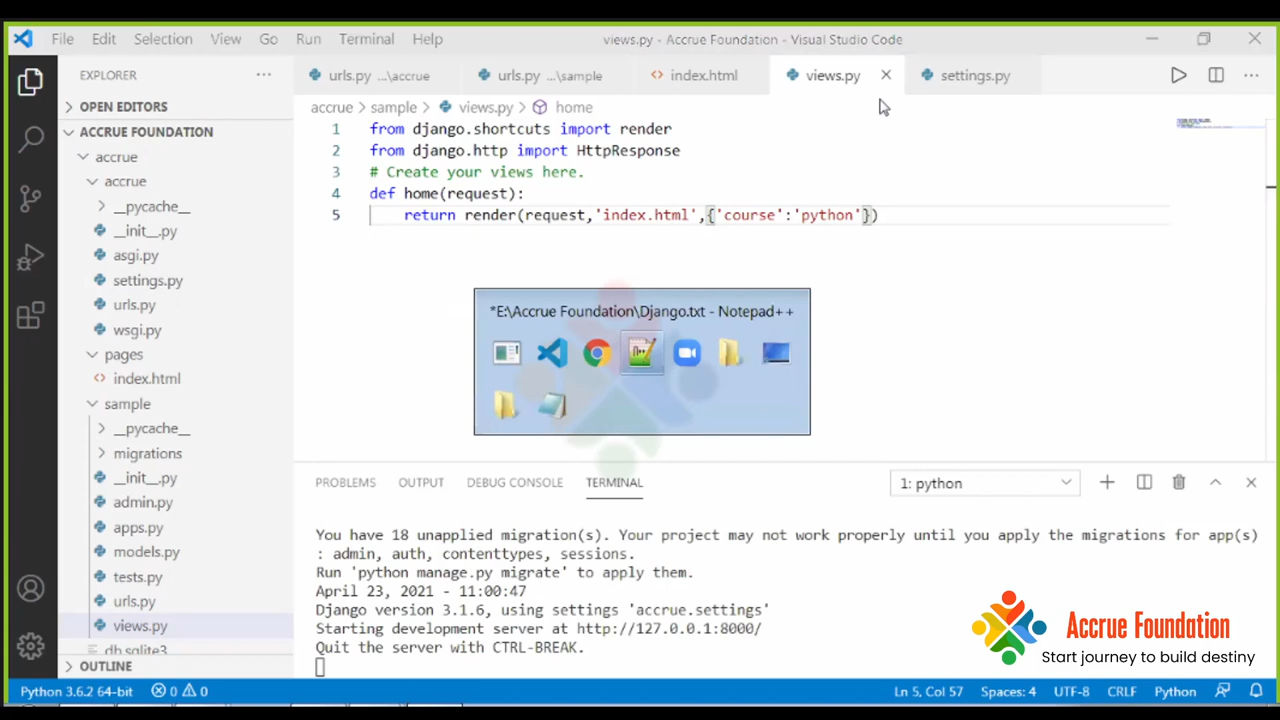 File Edit Selection View Go Run Terminal Help
views.py - Accrue Foundation - Visual Studio Code
EXPLORER
OPEN EDITORS
ACCRUE FOUNDATION
accrue
accrue
__pycache__
__init__.py
asgi.py
settings.py
urls.py
wsgi.py
pages
index.html
sample
__pycache__
migrations
__init__.py
admin.py
apps.py
models.py
tests.py
urls.py
views.py
db.sqlite3
OUTLINE
urls.py ...\accrue
urls.py ...\sample
index.html
views.py
settings.py
accrue > sample > views.py > home
1 from django.shortcuts import render
2 from django.http import HttpResponse
3 # Create your views here.
4 def home(request):
5 return render(request,'index.html',{'course':'python'})
*E:\Accrue Foundation\Django.txt - Notepad++
PROBLEMS OUTPUT DEBUG CONSOLE TERMINAL
1: python
You have 18 unapplied migration(s). Your project may not work properly until you apply the migrations for app(s)
: admin, auth, contenttypes, sessions.
Run 'python manage.py migrate' to apply them.
April 23, 2021 - 11:00:47
Django version 3.1.6, using settings 'accrue.settings'
Starting development server at http://127.0.0.1:8000/
Quit the server with CTRL-BREAK.
Accrue Foundation
Start journey to build destiny
Python 3.6.2 64-bit 0 0 Ln 5, Col 57 Spaces: 4 UTF-8 CRLF Python